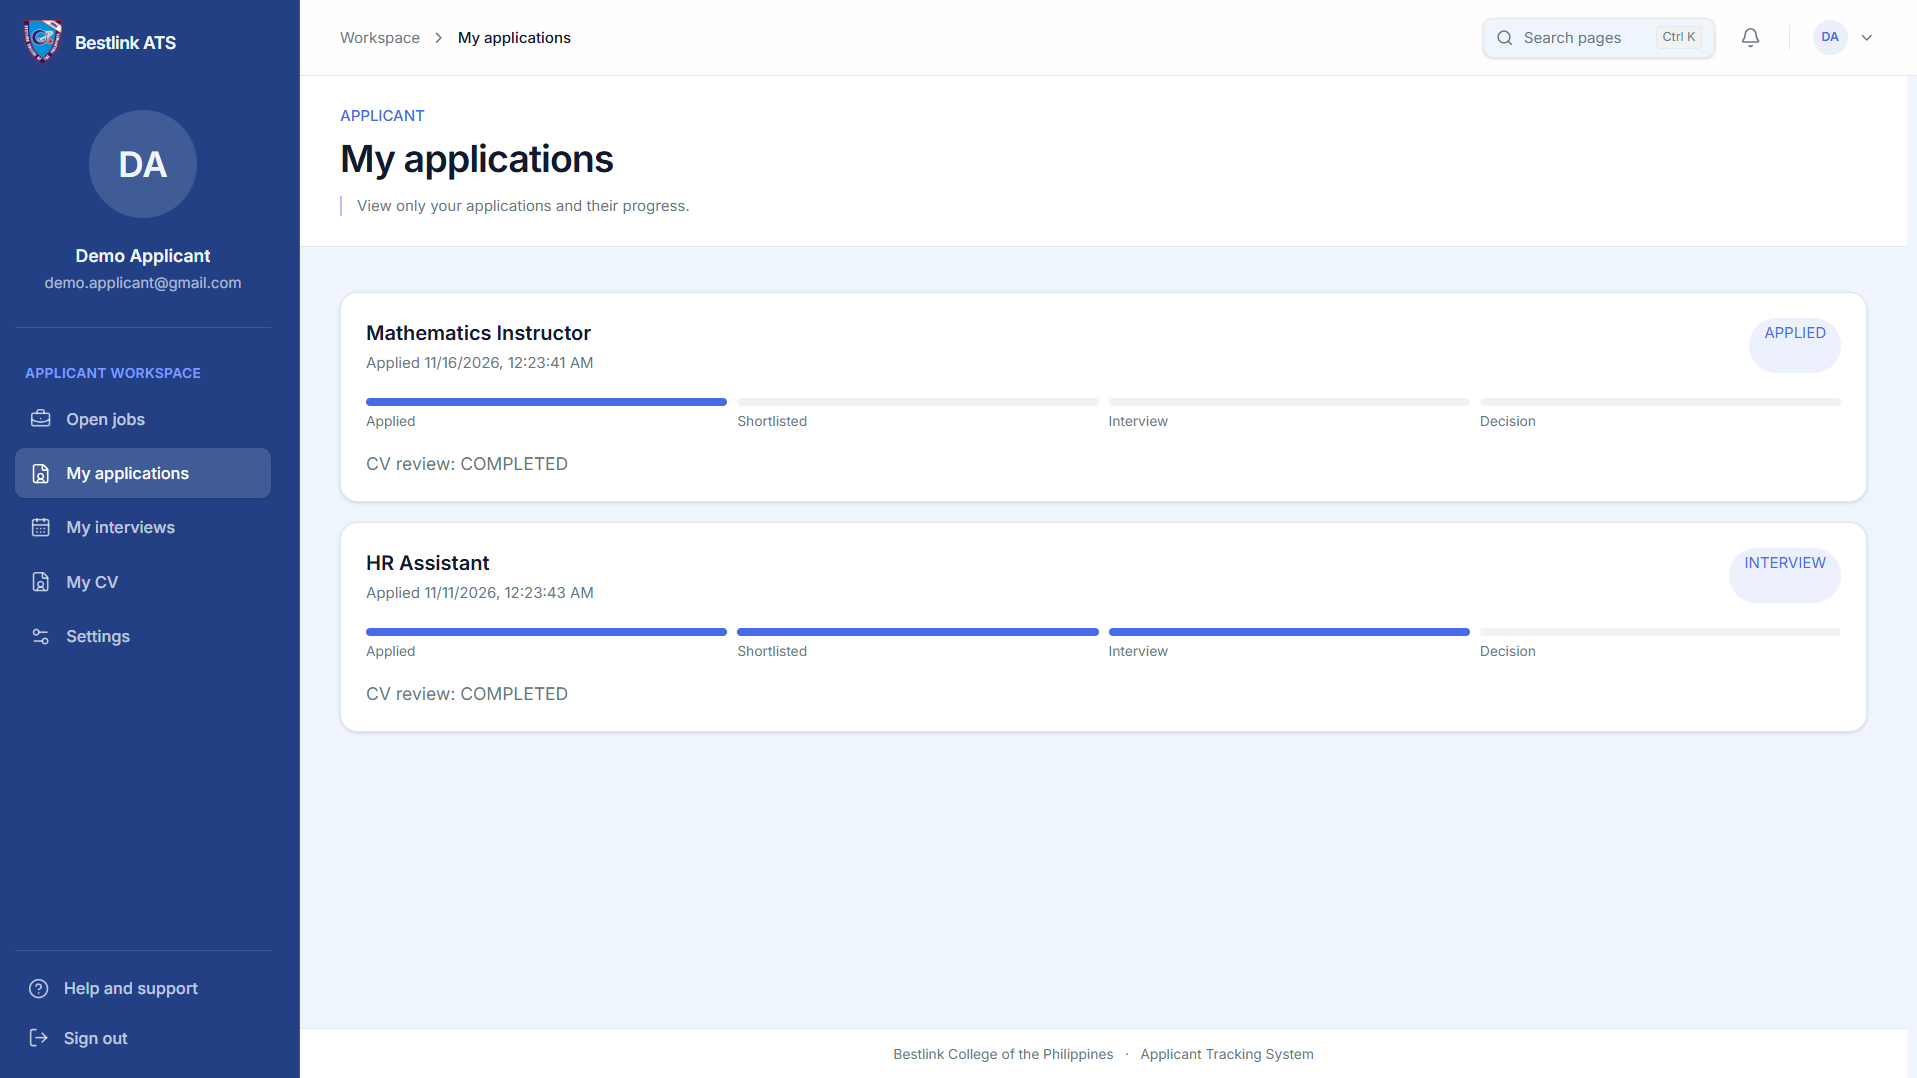 Bestlink ATS
DA
Demo Applicant
demo.applicant@gmail.com
APPLICANT WORKSPACE
Open jobs
My applications
My interviews
My CV
Settings
Help and support
Sign out
Workspace > My applications
Search pages Ctrl K
DA
APPLICANT
My applications
View only your applications and their progress.
Mathematics Instructor
APPLIED
Applied 11/16/2026, 12:23:41 AM
Applied Shortlisted Interview Decision
CV review: COMPLETED
HR Assistant
INTERVIEW
Applied 11/11/2026, 12:23:43 AM
Applied Shortlisted Interview Decision
CV review: COMPLETED
Bestlink College of the Philippines · Applicant Tracking System